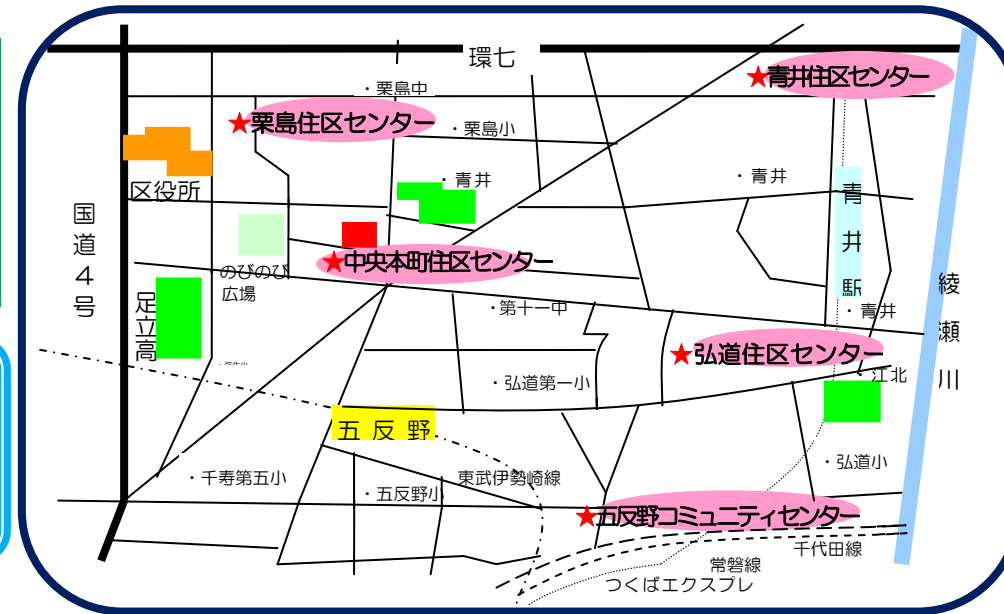 環七
★青井住区センター
・栗島中
★栗島住区センター
・栗島小
区役所
・青井
・青井
青井駅
国道4号
★中央本町住区センター
のびのび
広場
足立高
綾瀬川
・第十一中
・青井
★弘道住区センター
・江北
・弘道第一小
五反野
・千寿第五小
・五反野小
東武伊勢崎線
・弘道小
★五反野コミュニティセンター
千代田線
常磐線
つくばエクスプレ